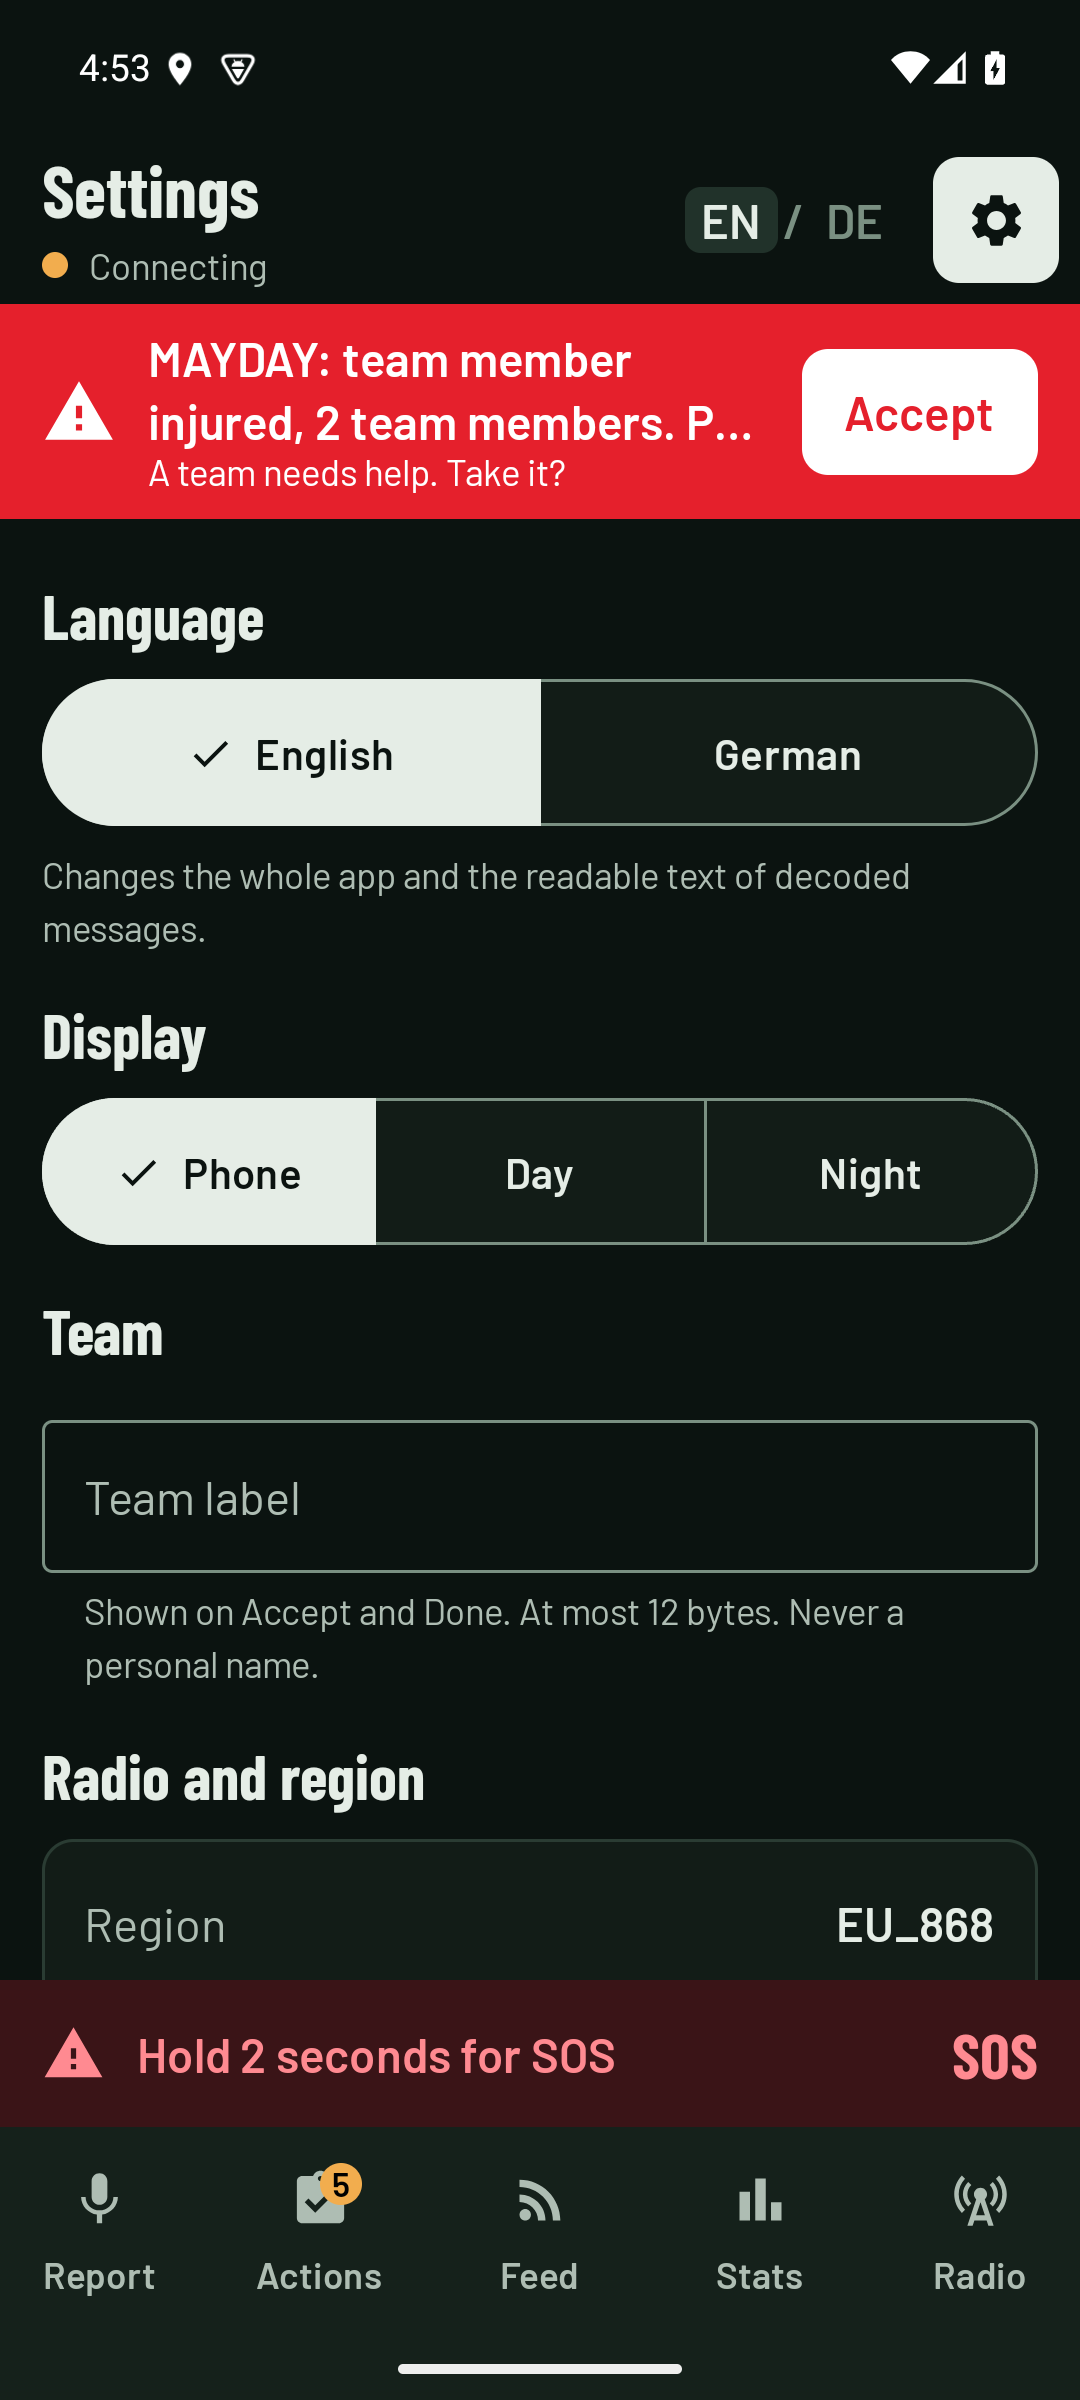 4:53
Settings
EN / DE
Connecting
MAYDAY: team member
injured, 2 team members. P...
A team needs help. Take it?
Accept
Language
English
German
Changes the whole app and the readable text of decoded
messages.
Display
Phone
Day
Night
Team
Team label
Shown on Accept and Done. At most 12 bytes. Never a
personal name.
Radio and region
Region
EU_868
Hold 2 seconds for SOS
SOS
5
Report
Actions
Feed
Stats
Radio